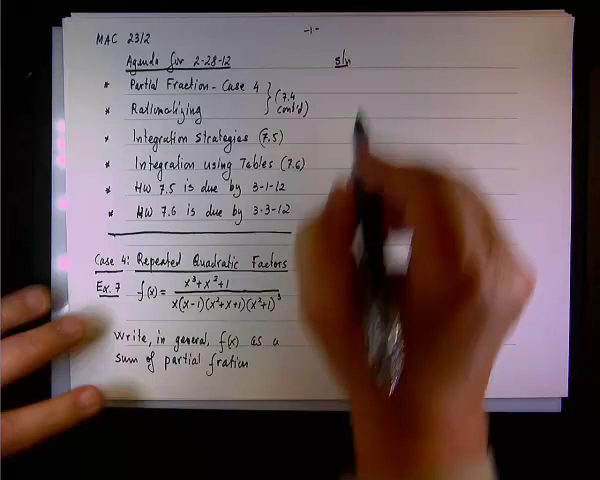 -1-
MAC 2312
Agenda for 2-28-12
* Partial Fraction - Case 4
* Rationalizing
} (7.4 cont'd)
* Integration Strategies (7.5)
* Integration using Tables (7.6)
* HW 7.5 is due by 3-1-12
* HW 7.6 is due by 3-3-12
Case 4: Repeated Quadratic Factors
Ex. 7 f(x) = (x³+x²+1) / (x(x-1)(x²+x+1)(x²+1)³)
Write, in general, f(x) as a
sum of partial fration
sln